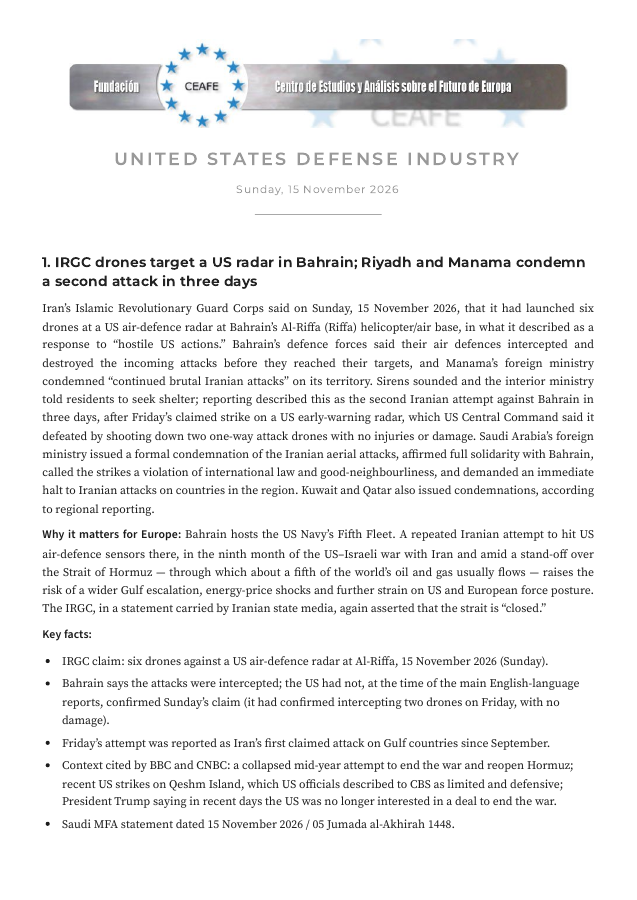 Fundación
CEAFE
Centro de Estudios y Análisis sobre el Futuro de Europa
CEAFE
UNITED STATES DEFENSE INDUSTRY
Sunday, 15 November 2026
1. IRGC drones target a US radar in Bahrain; Riyadh and Manama condemn
a second attack in three days
Iran’s Islamic Revolutionary Guard Corps said on Sunday, 15 November 2026, that it had launched six
drones at a US air-defence radar at Bahrain’s Al-Riffa (Riffa) helicopter/air base, in what it described as a
response to “hostile US actions.” Bahrain’s defence forces said their air defences intercepted and
destroyed the incoming attacks before they reached their targets, and Manama’s foreign ministry
condemned “continued brutal Iranian attacks” on its territory. Sirens sounded and the interior ministry
told residents to seek shelter; reporting described this as the second Iranian attempt against Bahrain in
three days, after Friday’s claimed strike on a US early-warning radar, which US Central Command said it
defeated by shooting down two one-way attack drones with no injuries or damage. Saudi Arabia’s foreign
ministry issued a formal condemnation of the Iranian aerial attacks, affirmed full solidarity with Bahrain,
called the strikes a violation of international law and good-neighbourliness, and demanded an immediate
halt to Iranian attacks on countries in the region. Kuwait and Qatar also issued condemnations, according
to regional reporting.
Why it matters for Europe: Bahrain hosts the US Navy’s Fifth Fleet. A repeated Iranian attempt to hit US
air-defence sensors there, in the ninth month of the US–Israeli war with Iran and amid a stand-off over
the Strait of Hormuz — through which about a fifth of the world’s oil and gas usually flows — raises the
risk of a wider Gulf escalation, energy-price shocks and further strain on US and European force posture.
The IRGC, in a statement carried by Iranian state media, again asserted that the strait is “closed.”
Key facts:
• IRGC claim: six drones against a US air-defence radar at Al-Riffa, 15 November 2026 (Sunday).
• Bahrain says the attacks were intercepted; the US had not, at the time of the main English-language
reports, confirmed Sunday’s claim (it had confirmed intercepting two drones on Friday, with no
damage).
• Friday’s attempt was reported as Iran’s first claimed attack on Gulf countries since September.
• Context cited by BBC and CNBC: a collapsed mid-year attempt to end the war and reopen Hormuz;
recent US strikes on Qeshm Island, which US officials described to CBS as limited and defensive;
President Trump saying in recent days the US was no longer interested in a deal to end the war.
• Saudi MFA statement dated 15 November 2026 / 05 Jumada al-Akhirah 1448.